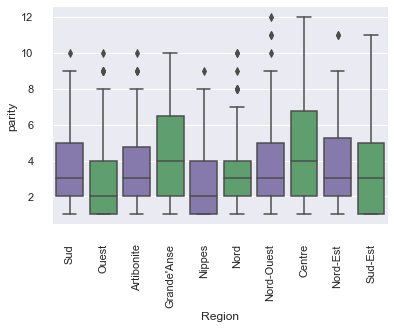 12
10
8
6
4
2
parity
Sud
Ouest
Artibonite
Grande'Anse
Nippes
Nord
Nord-Ouest
Centre
Nord-Est
Sud-Est
Region